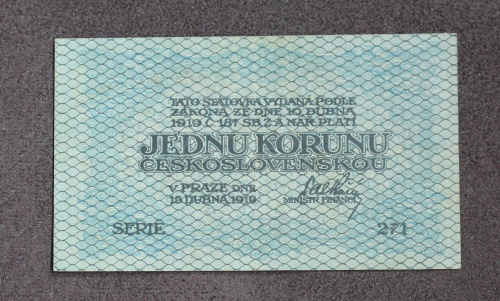 TATO STÁTOVKA VYDANÁ PODLE
ZÁKONA ZE DNE 10. DUBNA
1919 Č. 187 SB. Z. A NAŘ. PLATÍ
JEDNU KORUNU
ČESKOSLOVENSKOU
V PRAZE DNE
15. DUBNA 1919
MINISTR FINANCÍ
SERIE 271